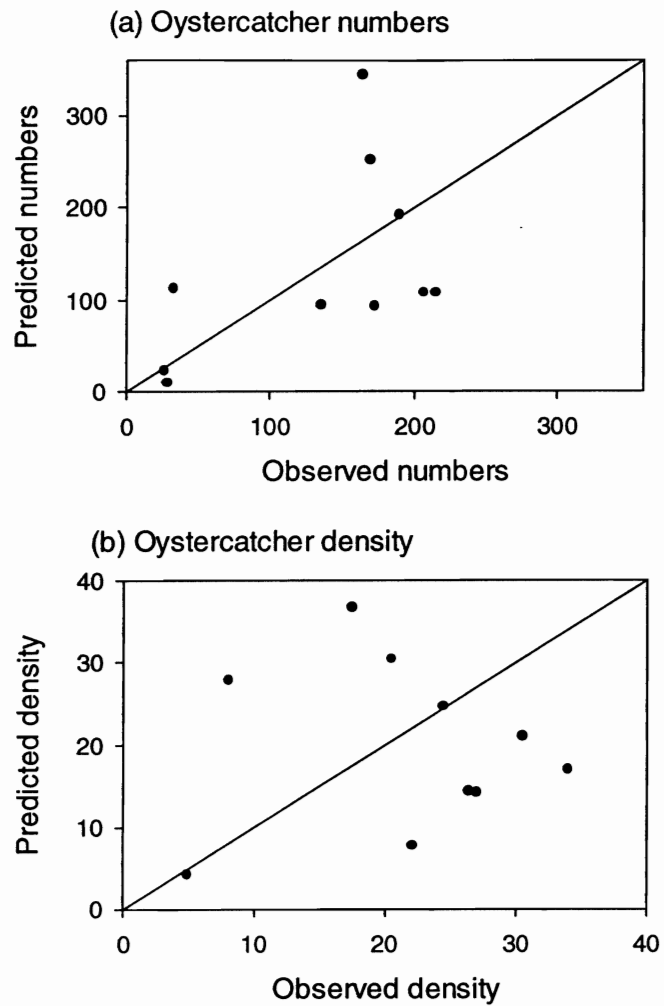 (a) Oystercatcher numbers
Predicted numbers
300
200
100
0
0 100 200 300
Observed numbers
(b) Oystercatcher density
Predicted density
40
30
20
10
0
0 10 20 30 40
Observed density